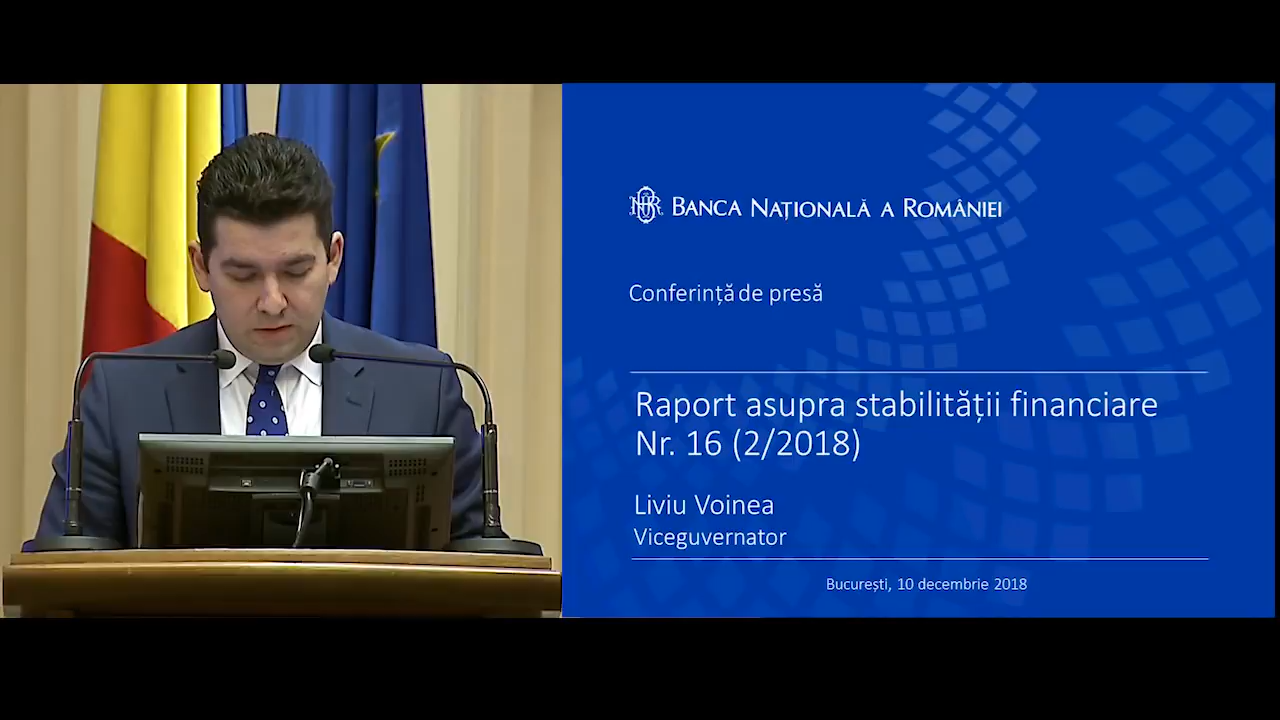 BANCA NAȚIONALĂ A ROMÂNIEI
Conferință de presă
Raport asupra stabilității financiare
Nr. 16 (2/2018)
Liviu Voinea
Viceguvernator
București, 10 decembrie 2018